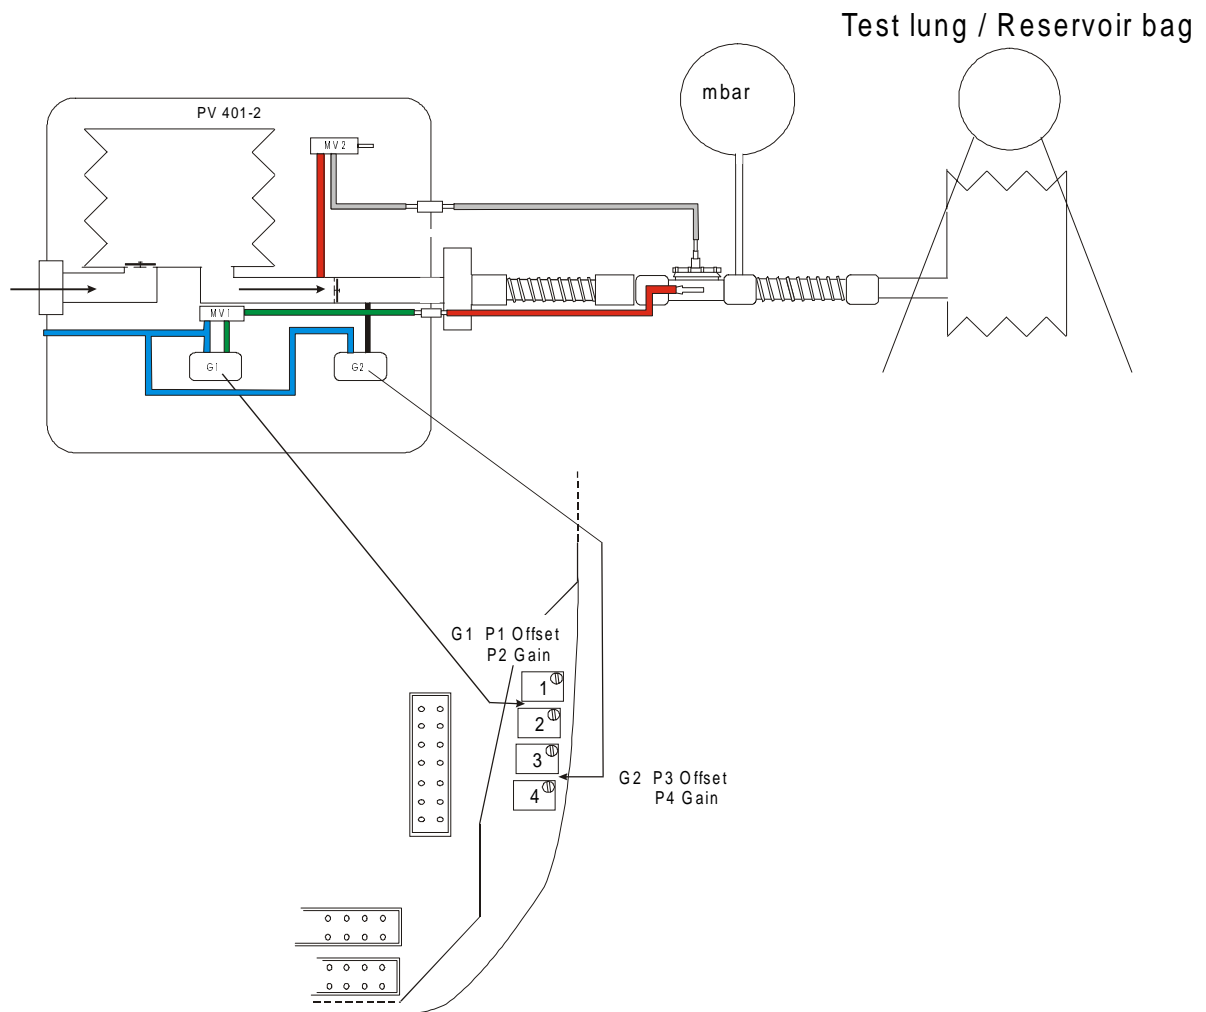 Test lung / Reservoir bag
mbar
PV 401-2
MV2
MV1
G1
G2
G1 P1 Offset
P2 Gain
1
2
3
4
G2 P3 Offset
P4 Gain